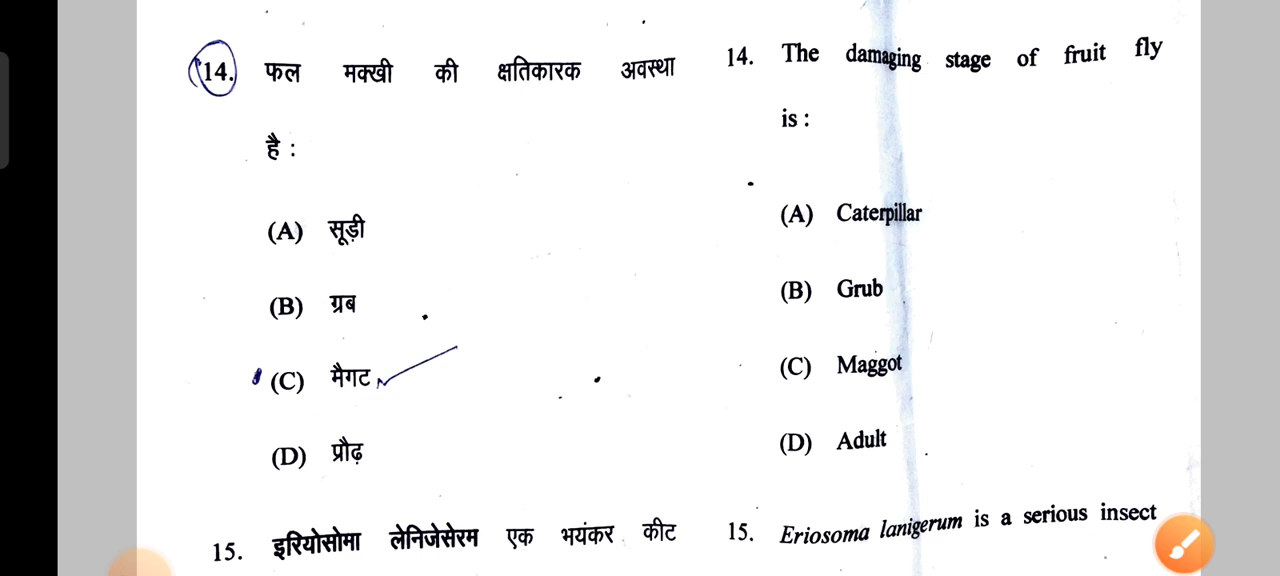 14. फल मक्खी की क्षतिकारक अवस्था
है :
(A) सूड़ी
(B) ग्रब
(C) मैगट
(D) प्रौढ़
15. इरियोसोमा लेनिजेसेरम एक भयंकर कीट
14. The damaging stage of fruit fly
is :
(A) Caterpillar
(B) Grub
(C) Maggot
(D) Adult
15. Eriosoma lanigerum is a serious insect